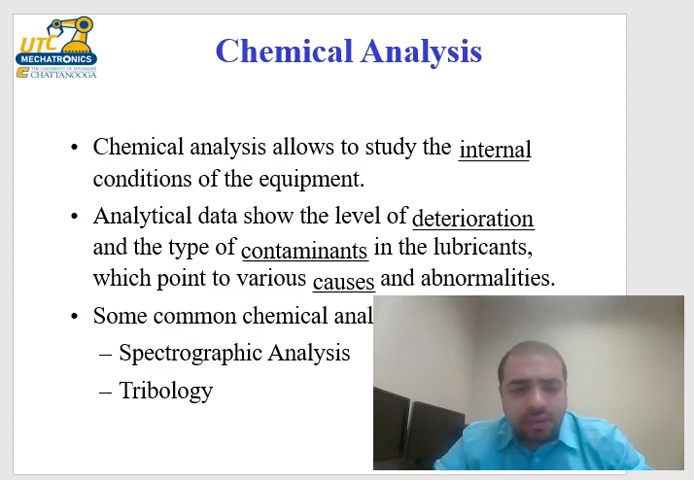 UTC
MECHATRONICS
THE UNIVERSITY OF TENNESSEE
CHATTANOOGA
Chemical Analysis
• Chemical analysis allows to study the internal
conditions of the equipment.
• Analytical data show the level of deterioration
and the type of contaminants in the lubricants,
which point to various causes and abnormalities.
• Some common chemical anal
– Spectrographic Analysis
– Tribology